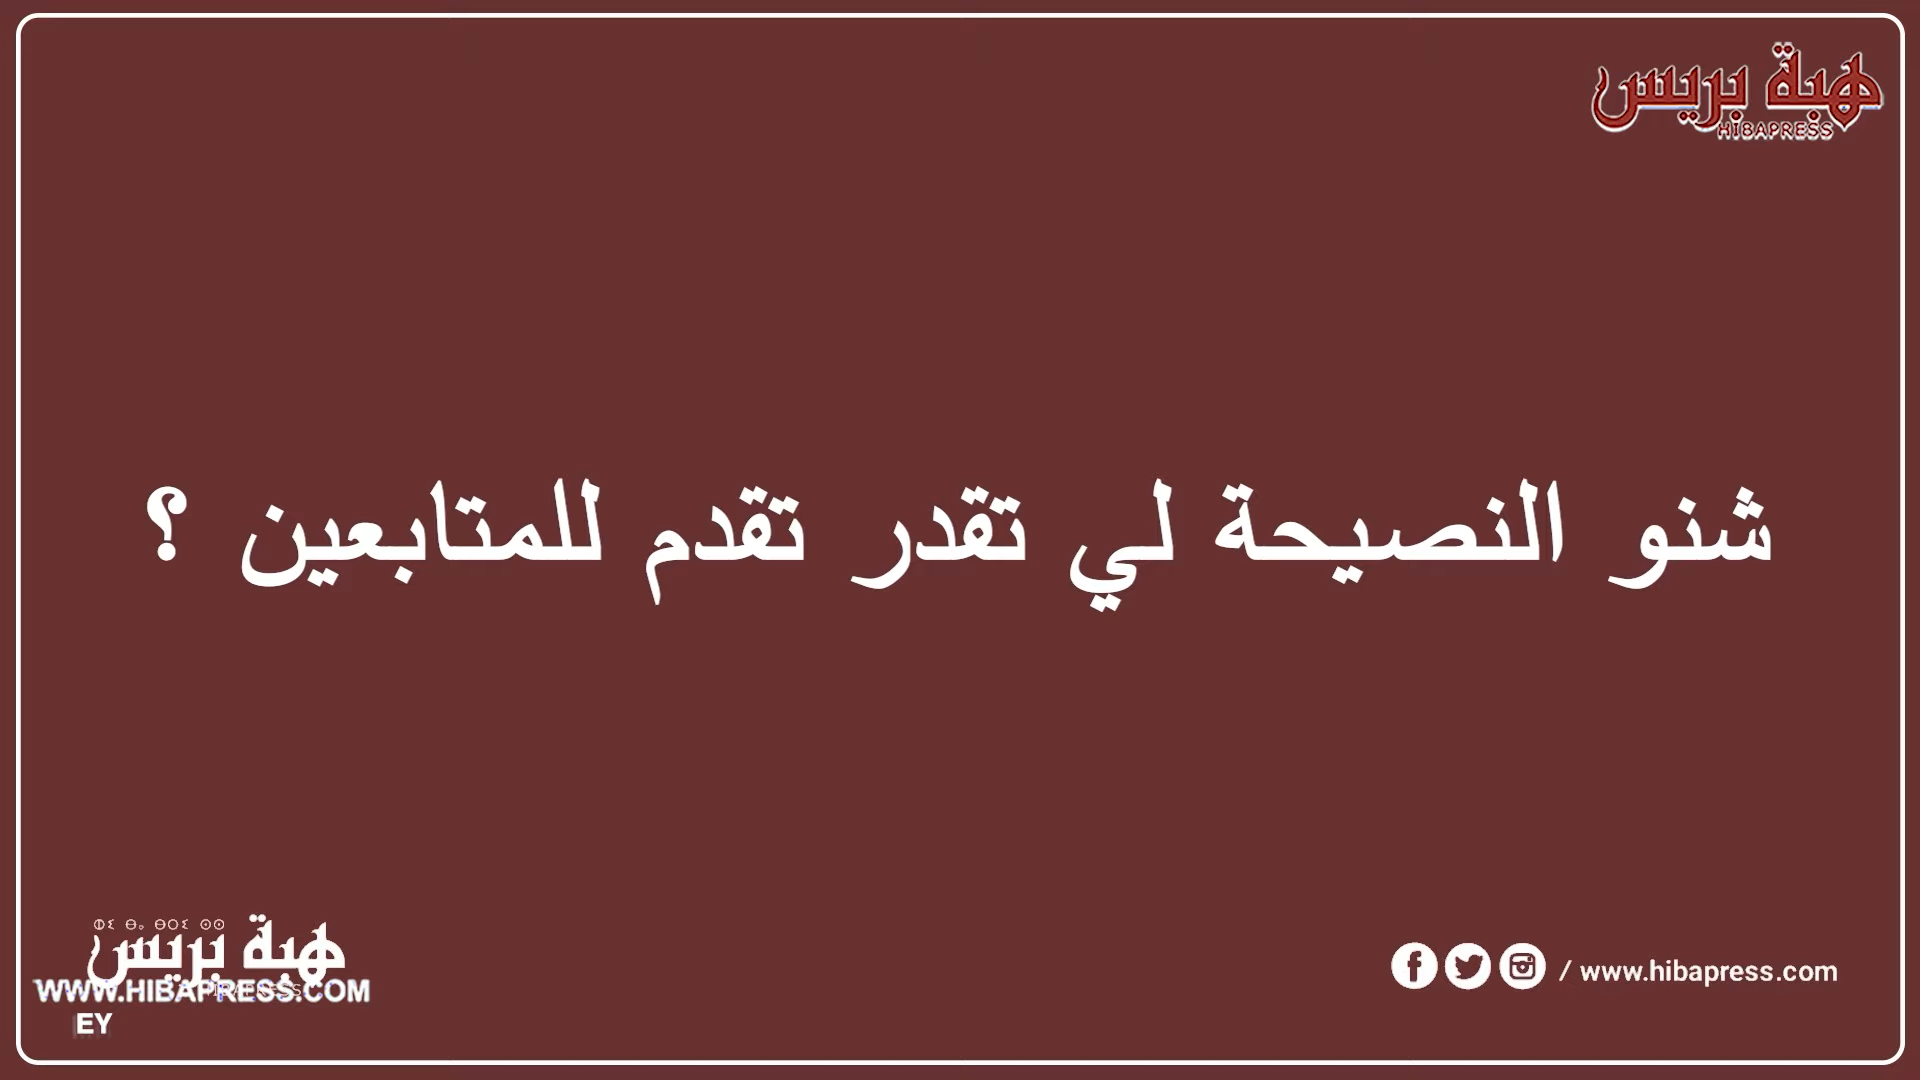 هبة بريس
HIBAPRESS
شنو النصيحة لي تقدر تقدم للمتابعين ؟
هبة بريس
WWW.HIBAPRESS.COM
EY
/ www.hibapress.com